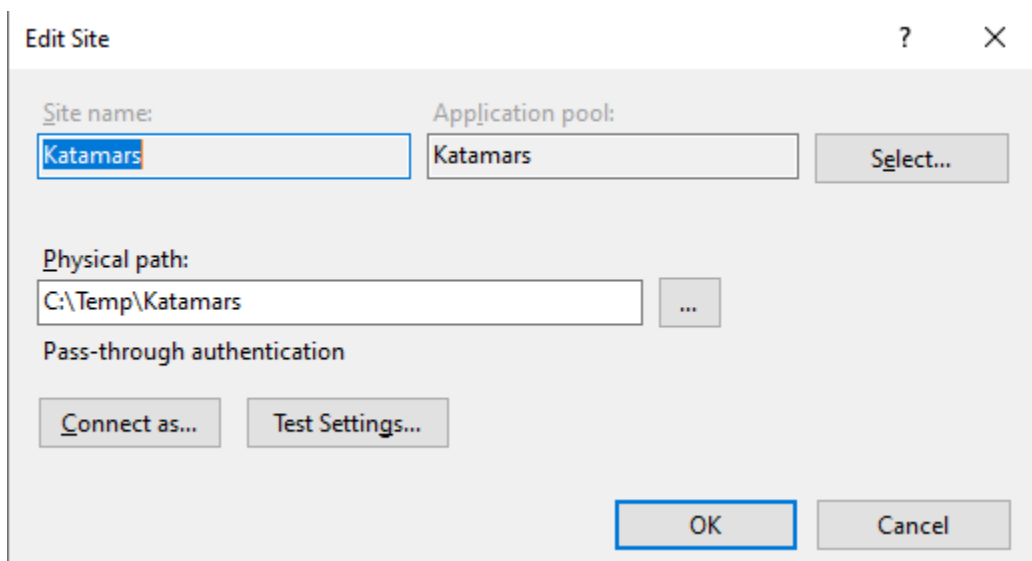 Edit Site
?
Site name:
Application pool:
Katamars
Katamars
Select...
Physical path:
C:\Temp\Katamars
...
Pass-through authentication
Connect as...
Test Settings...
OK
Cancel